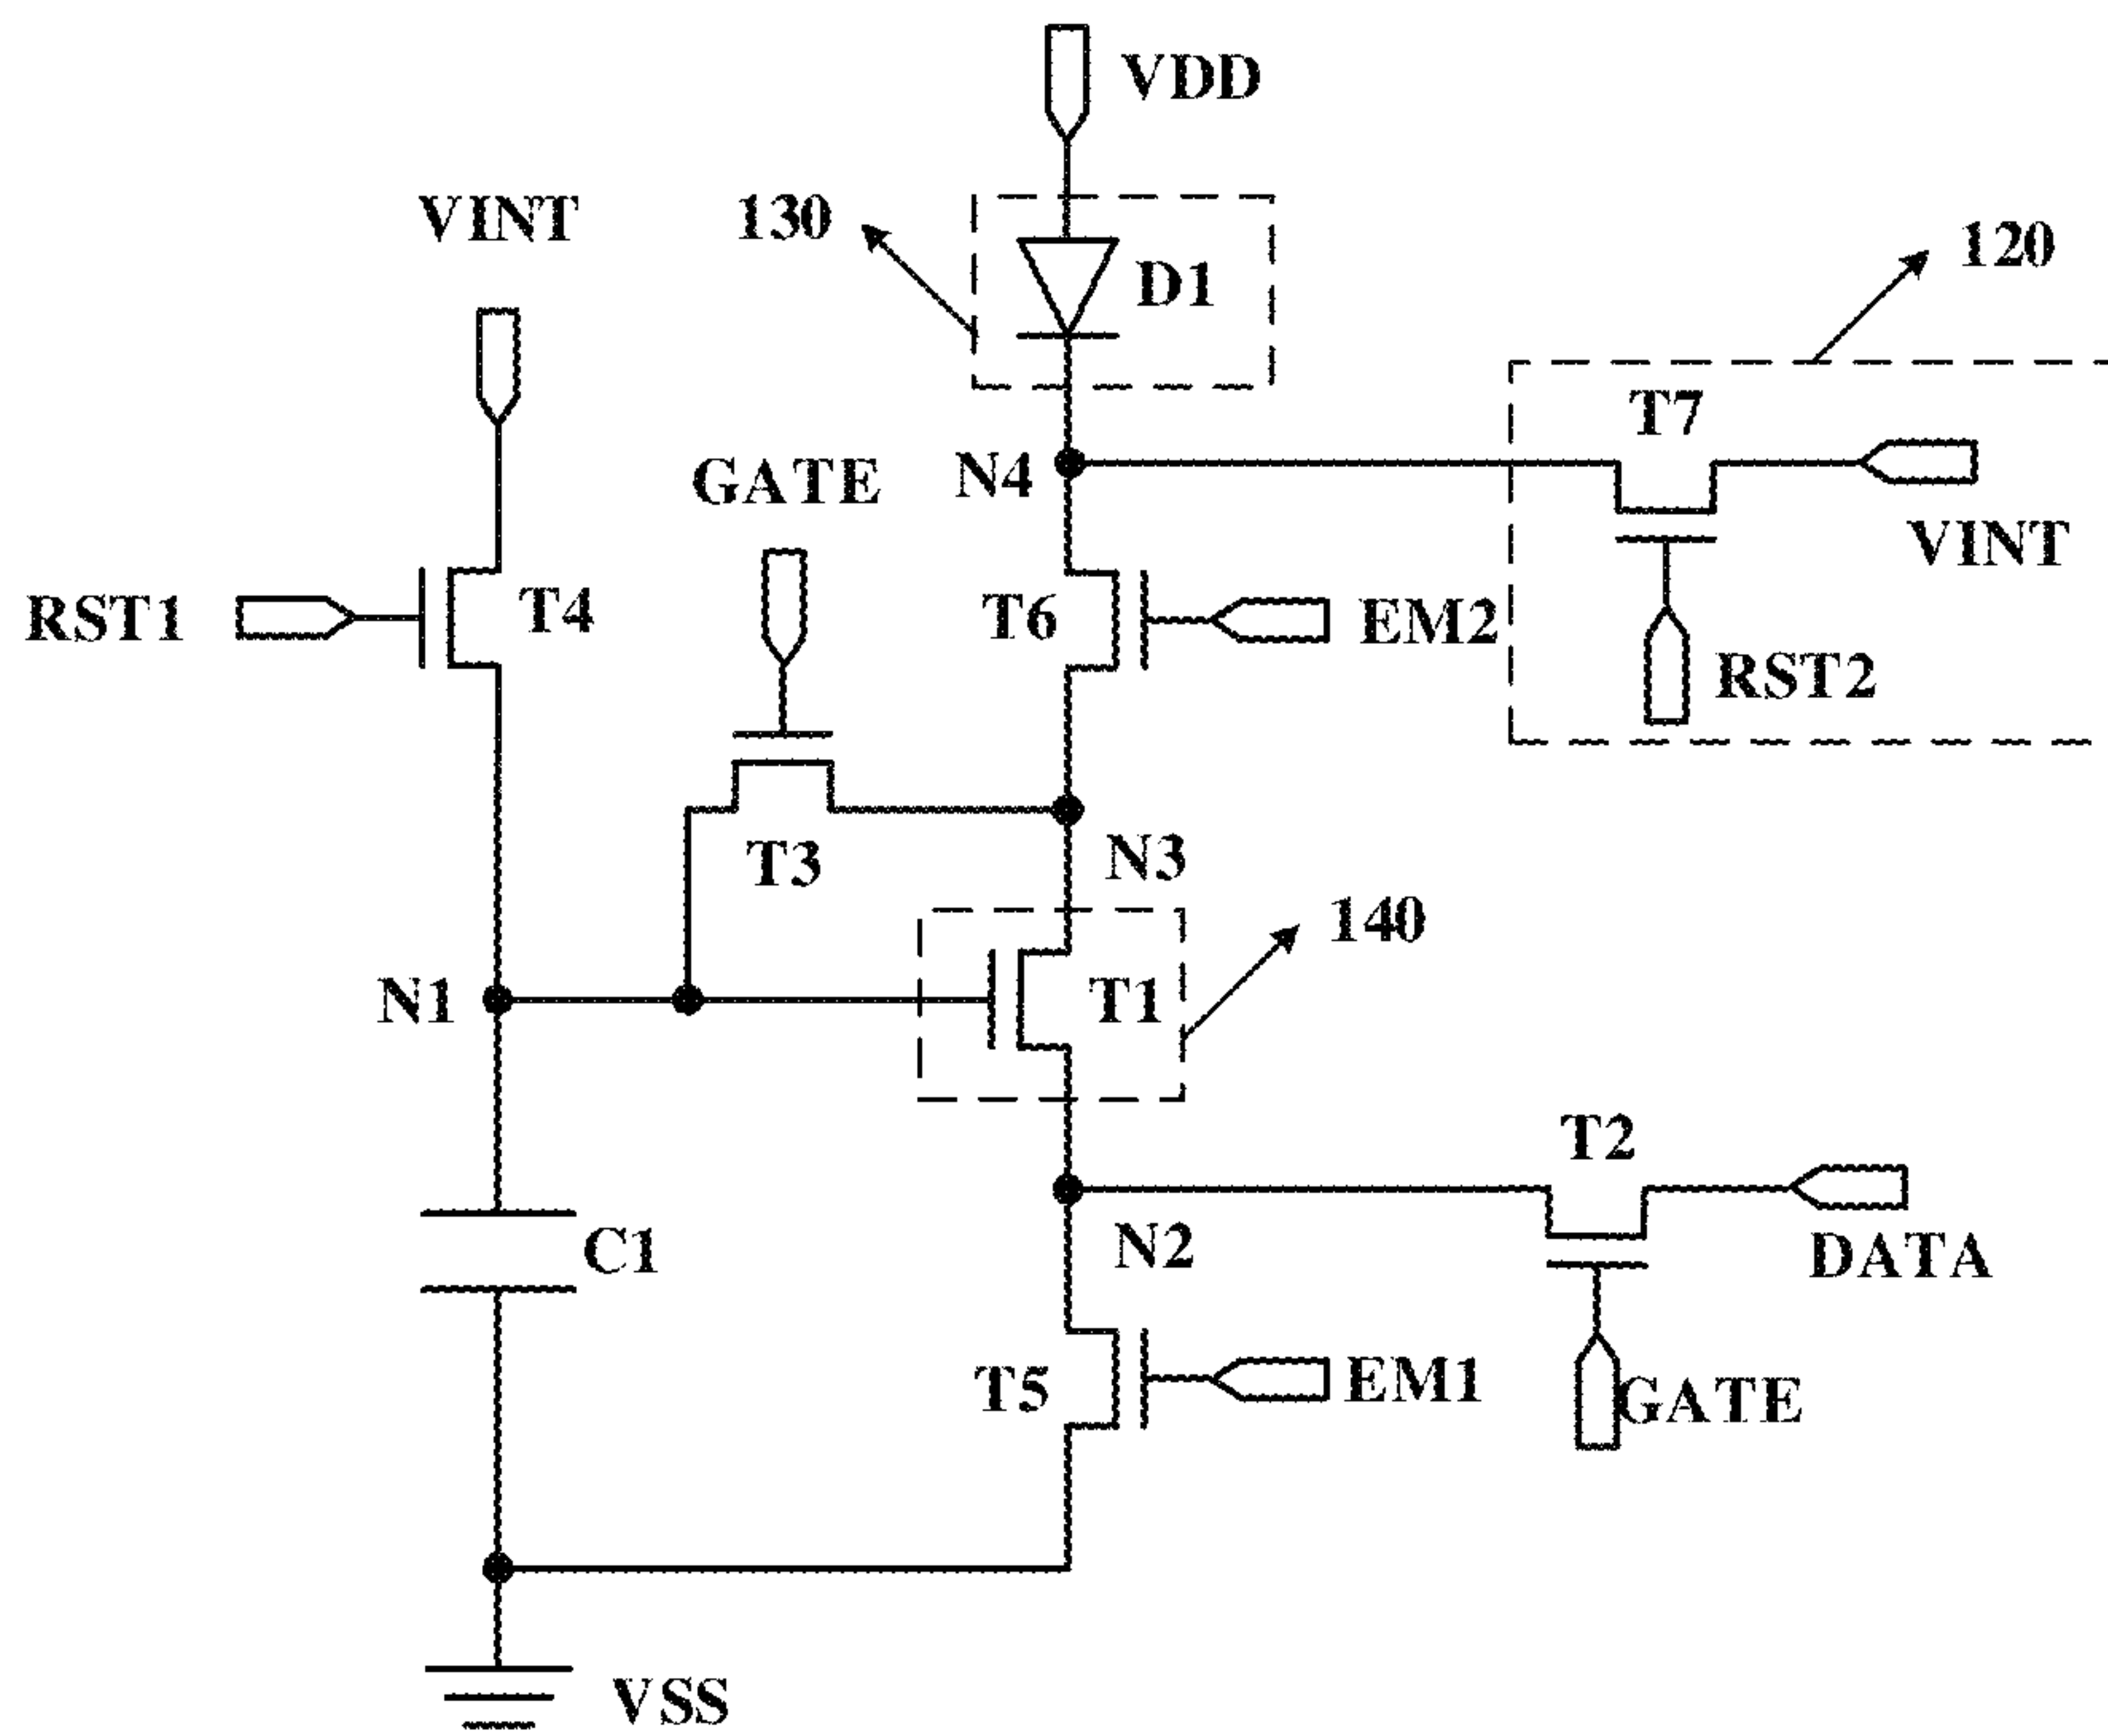 VDD
VINT
130
120
D1
T7
N4
GATE
VINT
RST1
T4
T6
EM2
RST2
T3
N3
140
N1
T1
T2
C1
N2
DATA
T5
EM1
GATE
VSS